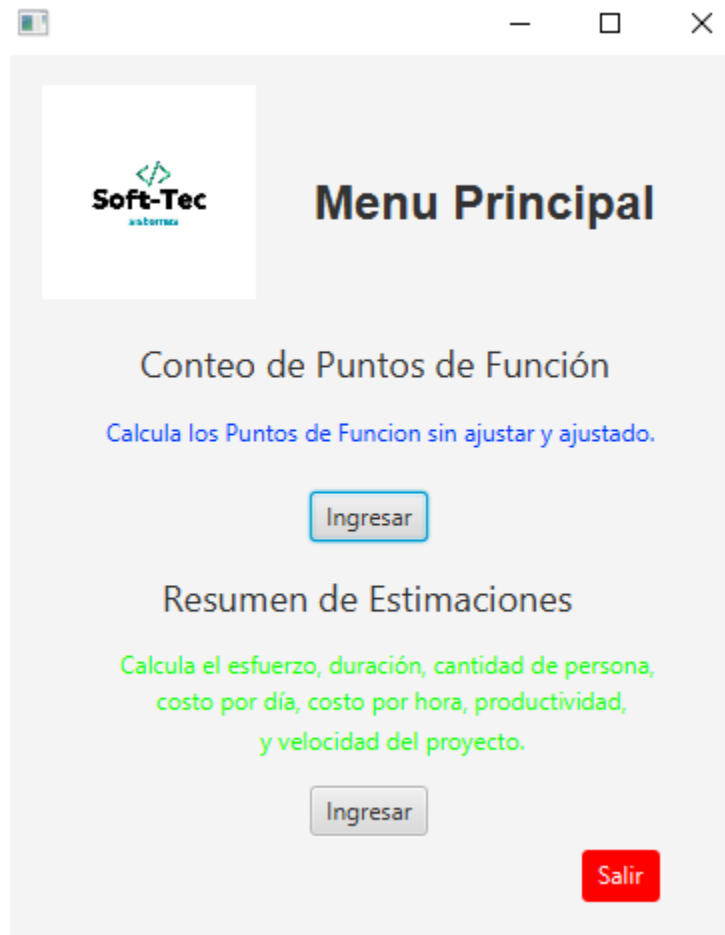 </>
Soft-Tec
Menu Principal
Conteo de Puntos de Función
Calcula los Puntos de Funcion sin ajustar y ajustado.
Ingresar
Resumen de Estimaciones
Calcula el esfuerzo, duración, cantidad de persona,
costo por día, costo por hora, productividad,
y velocidad del proyecto.
Ingresar
Salir